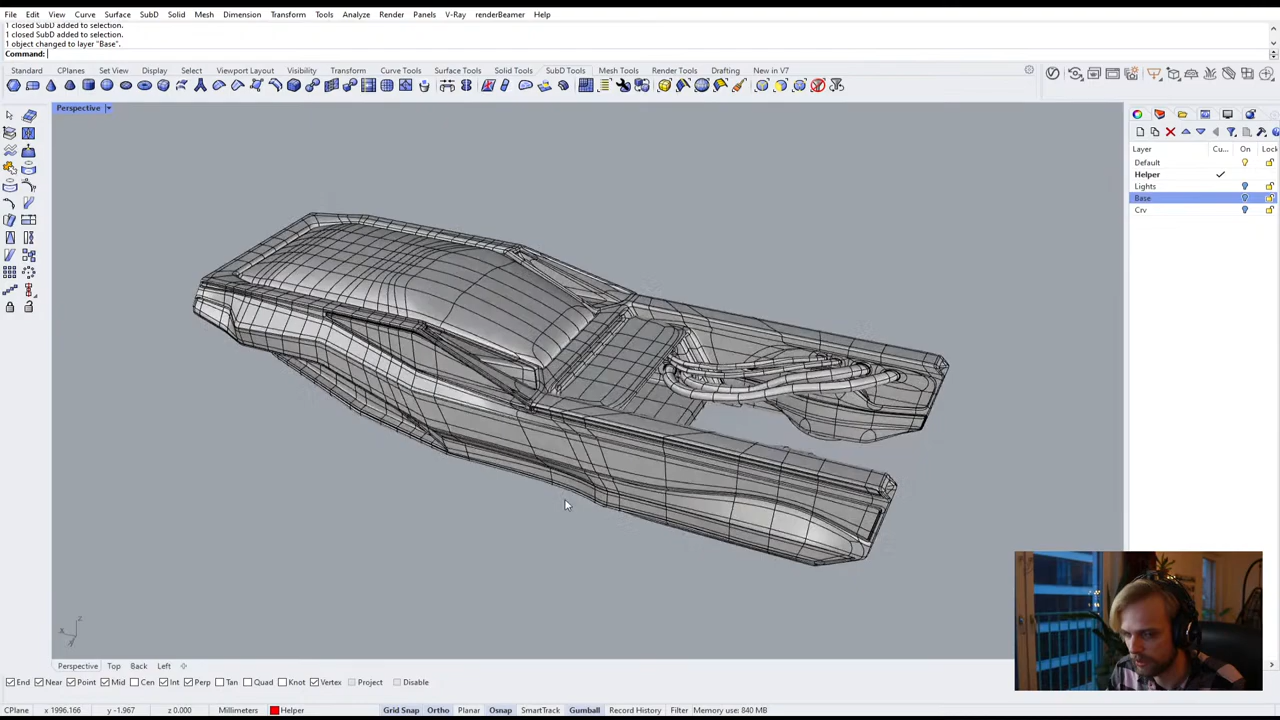 File Edit View Curve Surface SubD Solid Mesh Dimension Transform Tools Analyze Render Panels V-Ray renderBeamer Help
1 closed SubD added to selection.
1 closed SubD added to selection.
1 object changed to layer "Base".
Command:
Standard CPlanes Set View Display Select Viewport Layout Visibility Transform Curve Tools Surface Tools Solid Tools SubD Tools Mesh Tools Render Tools Drafting New in V7
Perspective
Layer Cu... On Lock
Default
Helper
Lights
Base
Crv
z
x
y
Perspective Top Back Left
End Near Point Mid Cen Int Perp Tan Quad Knot Vertex Project Disable
CPlane x 1996.166 y -1.967 z 0.000 Millimeters Helper Grid Snap Ortho Planar Osnap SmartTrack Gumball Record History Filter Memory use: 840 MB